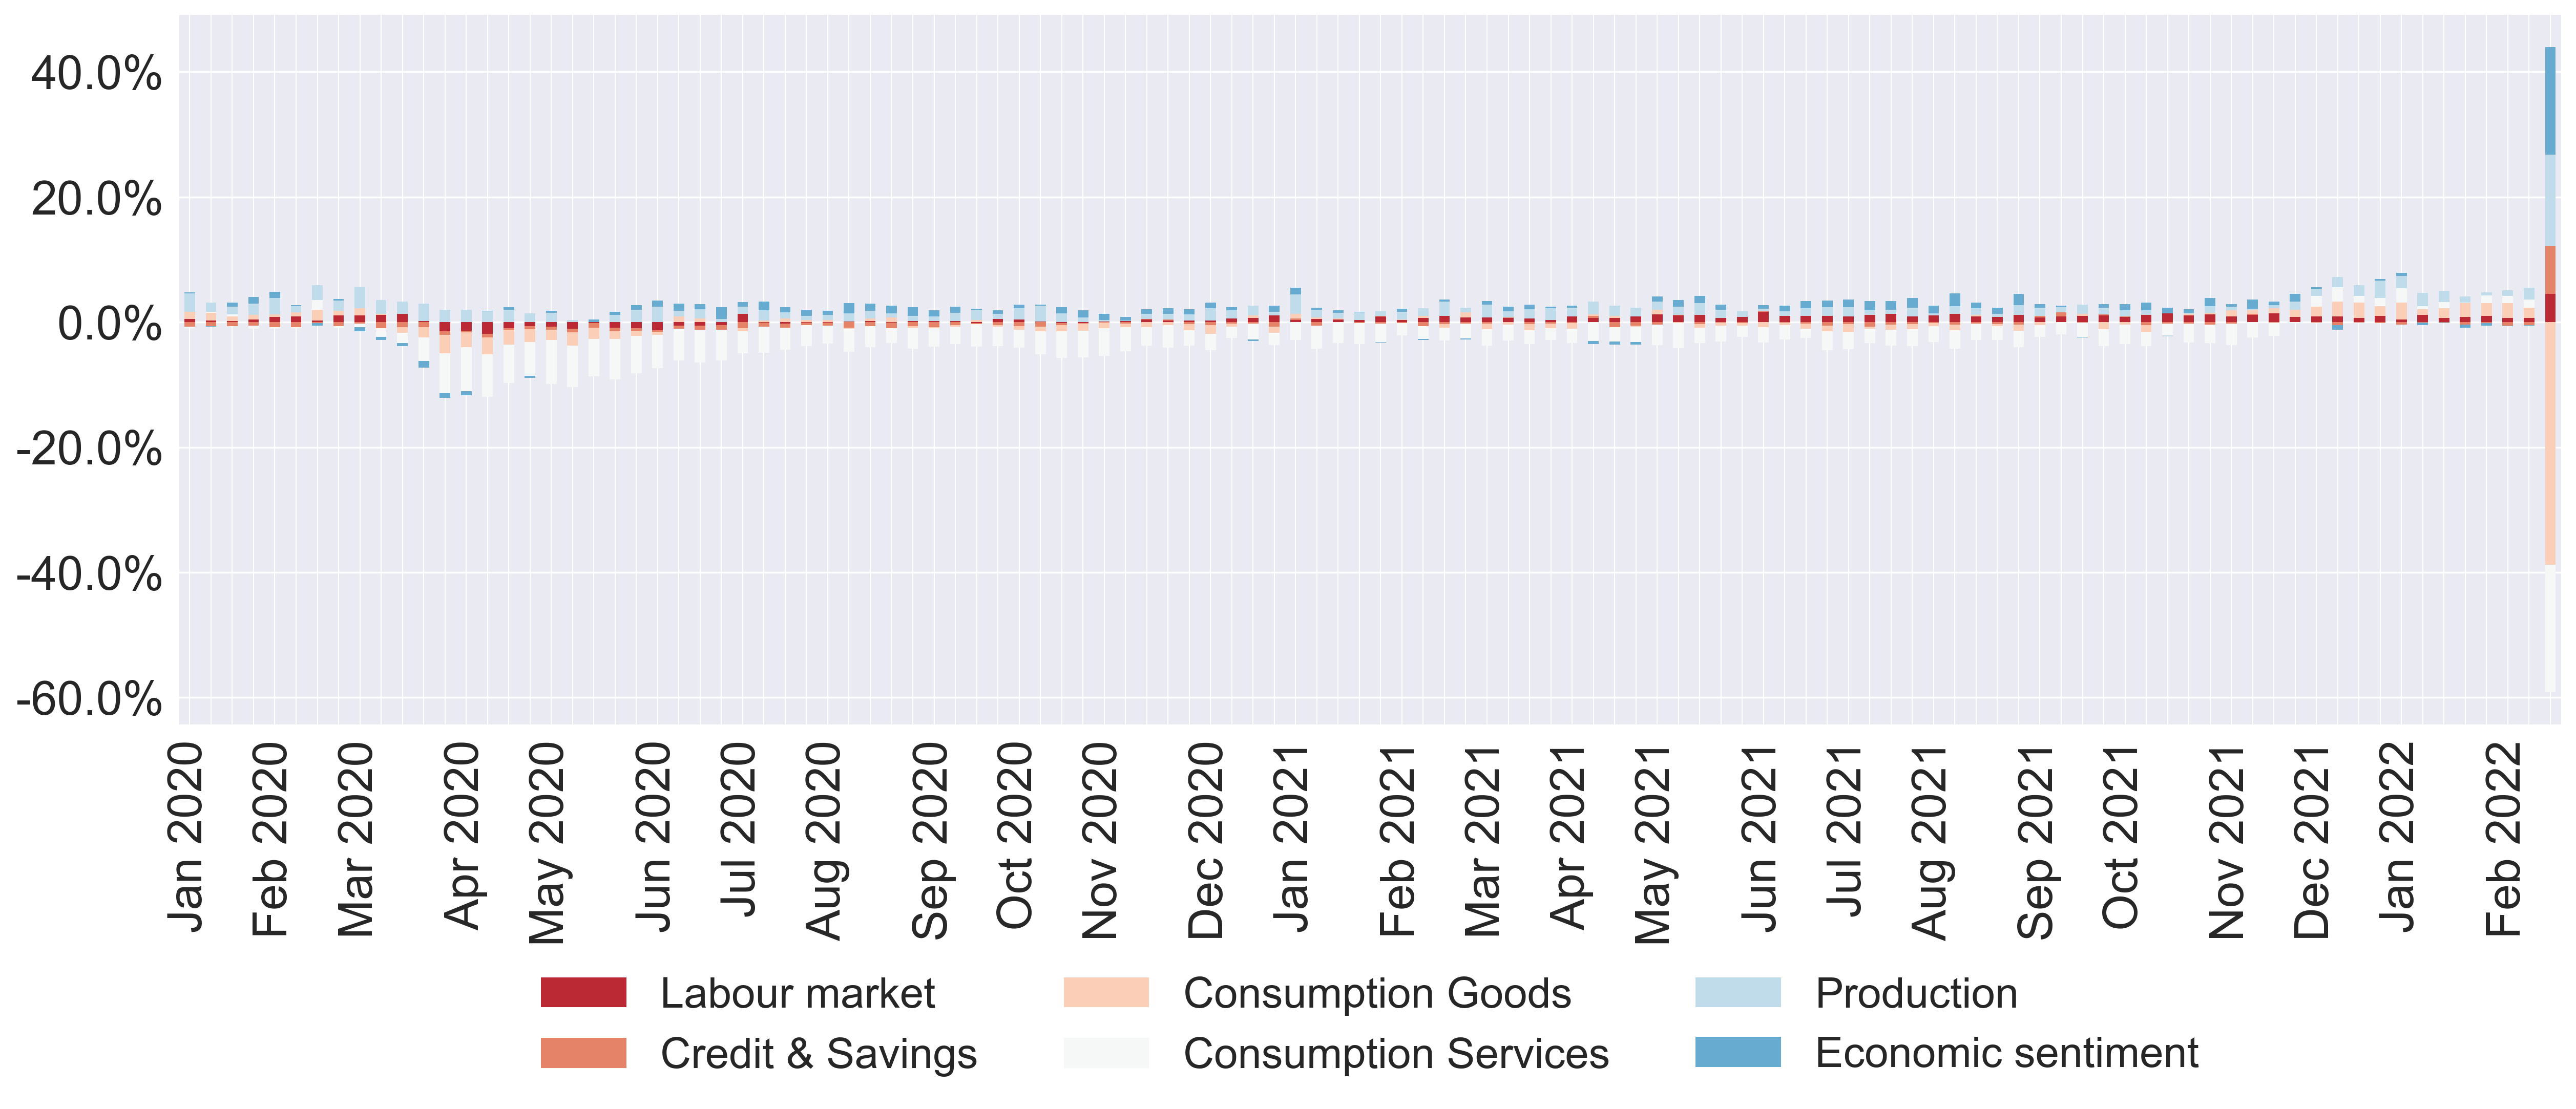 40.0%
20.0%
0.0%
-20.0%
-40.0%
-60.0%
Jan 2020
Feb 2020
Mar 2020
Apr 2020
May 2020
Jun 2020
Jul 2020
Aug 2020
Sep 2020
Oct 2020
Nov 2020
Dec 2020
Jan 2021
Feb 2021
Mar 2021
Apr 2021
May 2021
Jun 2021
Jul 2021
Aug 2021
Sep 2021
Oct 2021
Nov 2021
Dec 2021
Jan 2022
Feb 2022
Labour market
Consumption Goods
Production
Credit & Savings
Consumption Services
Economic sentiment